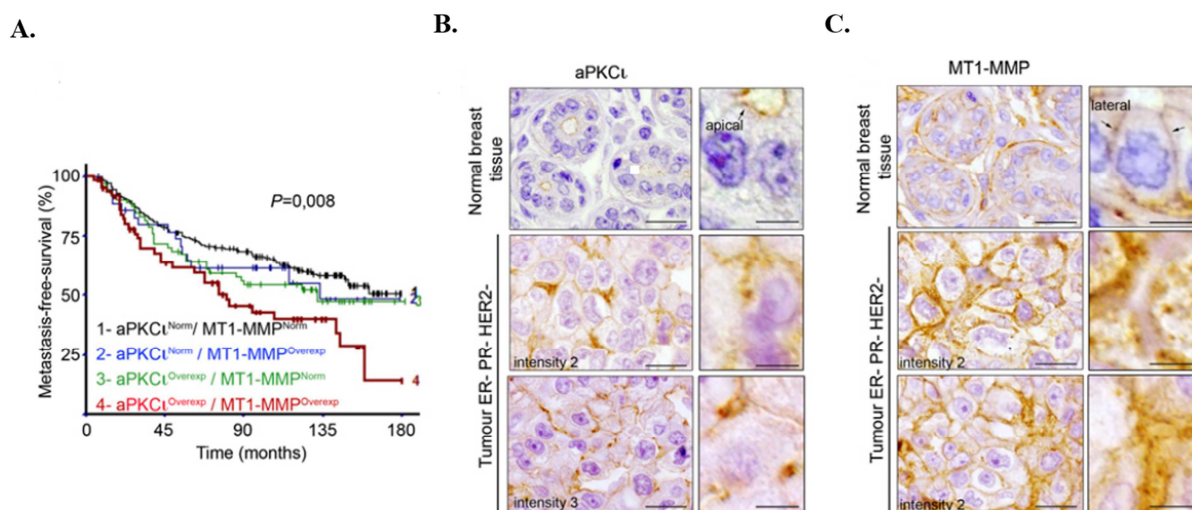 A.
Metastasis-free-survival (%)
100
75
50
25
P=0,008
1
2
3
4
1- aPKCι^Norm/ MT1-MMP^Norm
2- aPKCι^Norm / MT1-MMP^Overexp
3- aPKCι^Overexp / MT1-MMP^Norm
4- aPKCι^Overexp / MT1-MMP^Overexp
0 45 90 135 180
Time (months)
B.
aPKCι
Normal breast
tissue
apical
Tumour ER- PR- HER2-
intensity 2
intensity 3
C.
MT1-MMP
Normal breast
tissue
lateral
Tumour ER- PR- HER2-
intensity 2
intensity 2